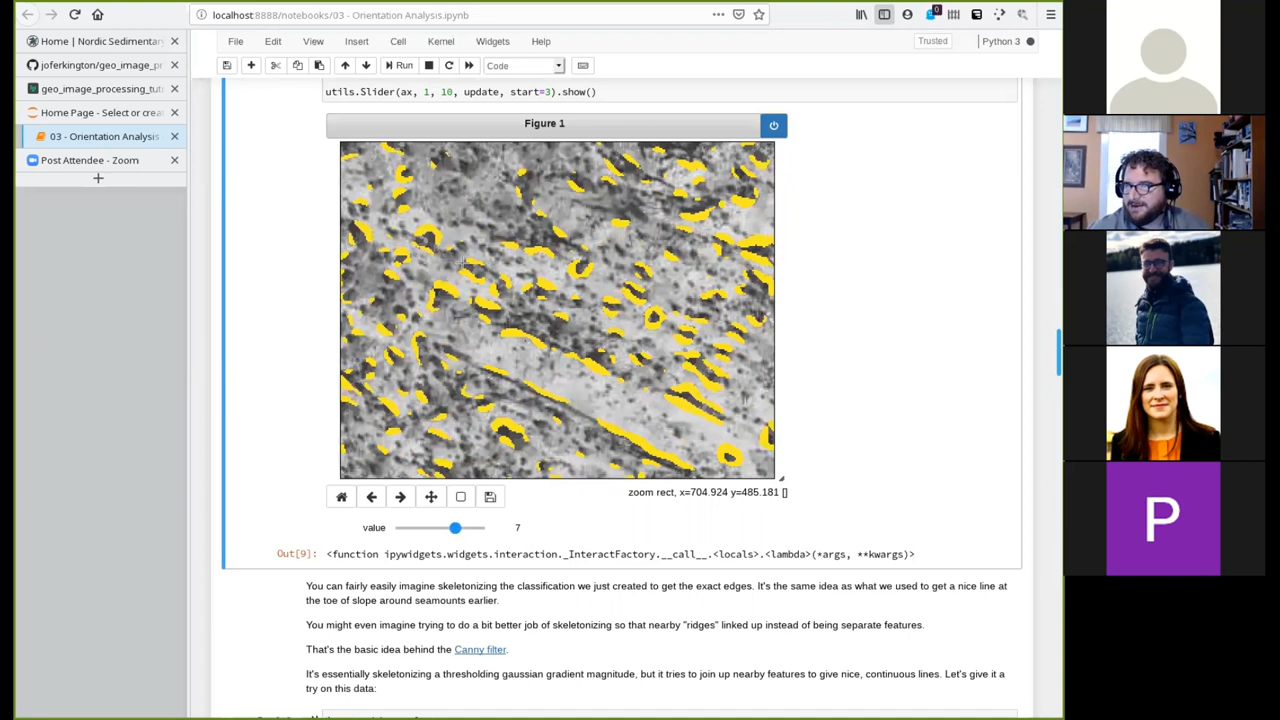 localhost:8888/notebooks/03 - Orientation Analysis.ipynb
0
Home | Nordic Sedimentary
joferkington/geo_image_pr
geo_image_processing_tuto
Home Page - Select or crea
03 - Orientation Analysis
Post Attendee - Zoom
File Edit View Insert Cell Kernel Widgets Help
Trusted
Python 3
Run
Code
utils.Slider(ax, 1, 10, update, start=3).show()
Figure 1
zoom rect, x=704.924 y=485.181 []
value 7
Out[9]: <function ipywidgets.widgets.interaction._InteractFactory.__call__.<locals>.<lambda>(*args, **kwargs)>
You can fairly easily imagine skeletonizing the classification we just created to get the exact edges. It's the same idea as what we used to get a nice line at
the toe of slope around seamounts earlier.
You might even imagine trying to do a bit better job of skeletonizing so that nearby "ridges" linked up instead of being separate features.
That's the basic idea behind the Canny filter.
It's essentially skeletonizing a thresholding gaussian gradient magnitude, but it tries to join up nearby features to give nice, continuous lines. Let's give it a
try on this data:
P